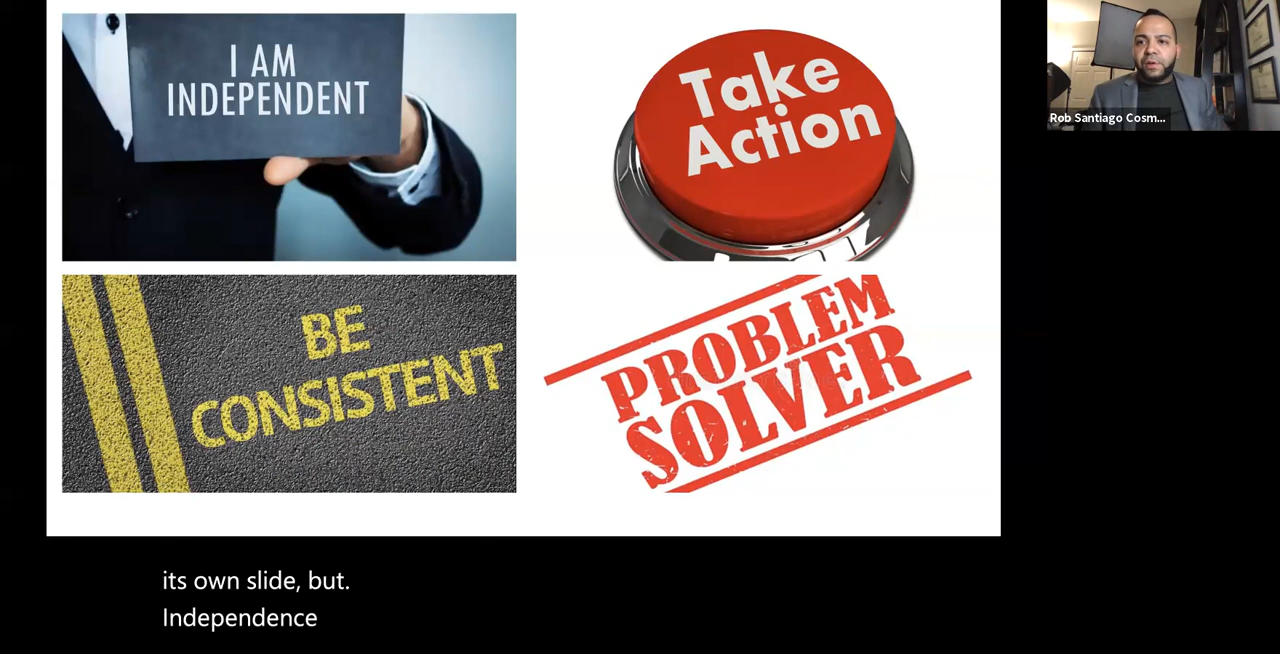 I AM
INDEPENDENT
Take
Action
Rob Santiago Cosm...
BE
CONSISTENT
PROBLEM
SOLVER
its own slide, but.
Independence